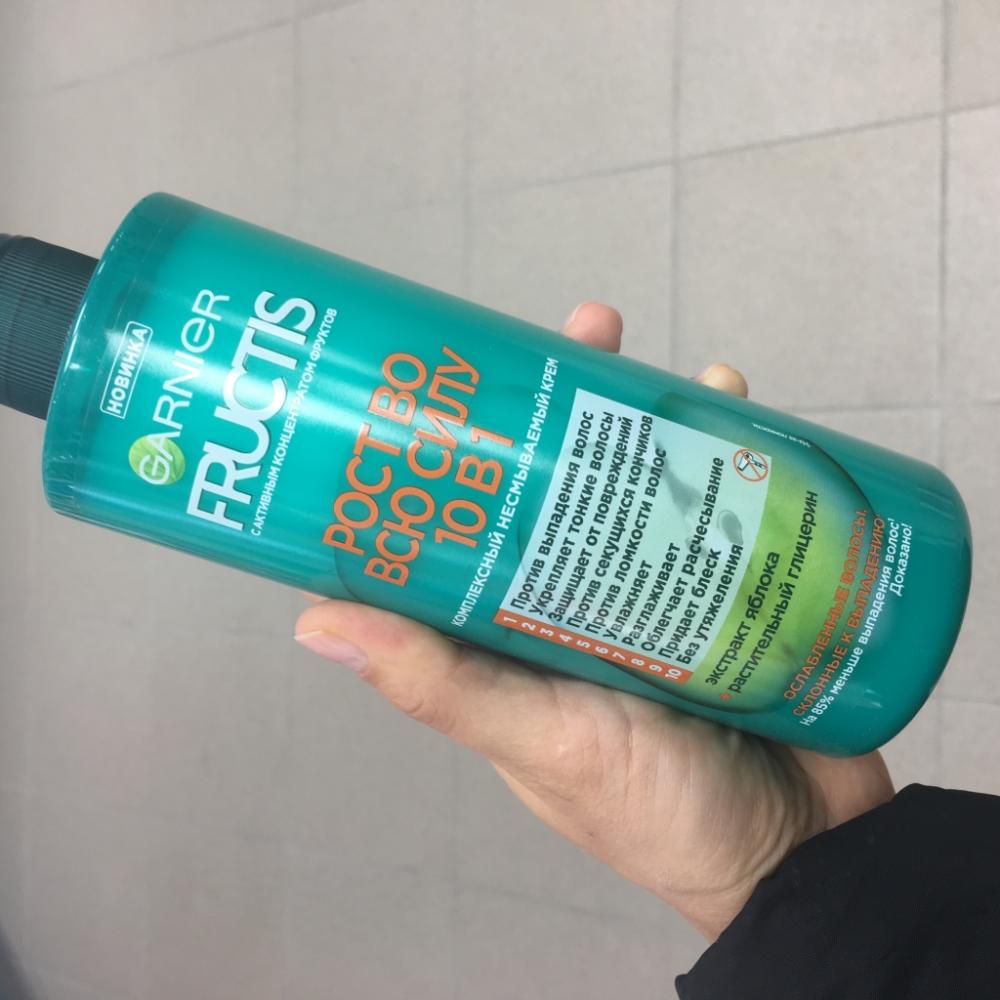 НОВИНКА
GARNIER
FRUCTIS
С АКТИВНЫМ КОНЦЕНТРАТОМ ФРУКТОВ
РОСТ ВО
ВСЮ СИЛУ
10 В 1
КОМПЛЕКСНЫЙ НЕСМЫВАЕМЫЙ КРЕМ
1 Против выпадения волос
2 Укрепляет тонкие волосы
3 Защищает от повреждений
4 Против секущихся кончиков
5 Против ломкости волос
6 Увлажняет
7 Разглаживает
8 Облегчает расчесывание
9 Придает блеск
10 Без утяжеления
экстракт яблока
+ растительный глицерин
ОСЛАБЛЕННЫЕ ВОЛОСЫ,
СКЛОННЫЕ К ВЫПАДЕНИЮ
На 85% меньше выпадения волос
Доказано!